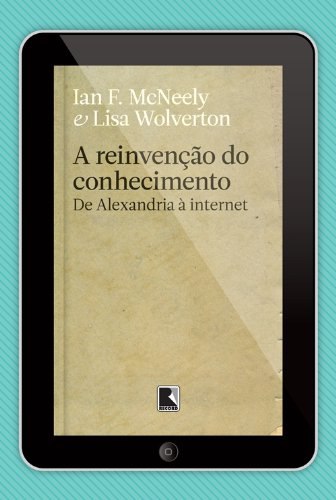 Ian F. McNeely
e Lisa Wolverton
A reinvenção do
conhecimento
De Alexandria à internet
R
RECORD